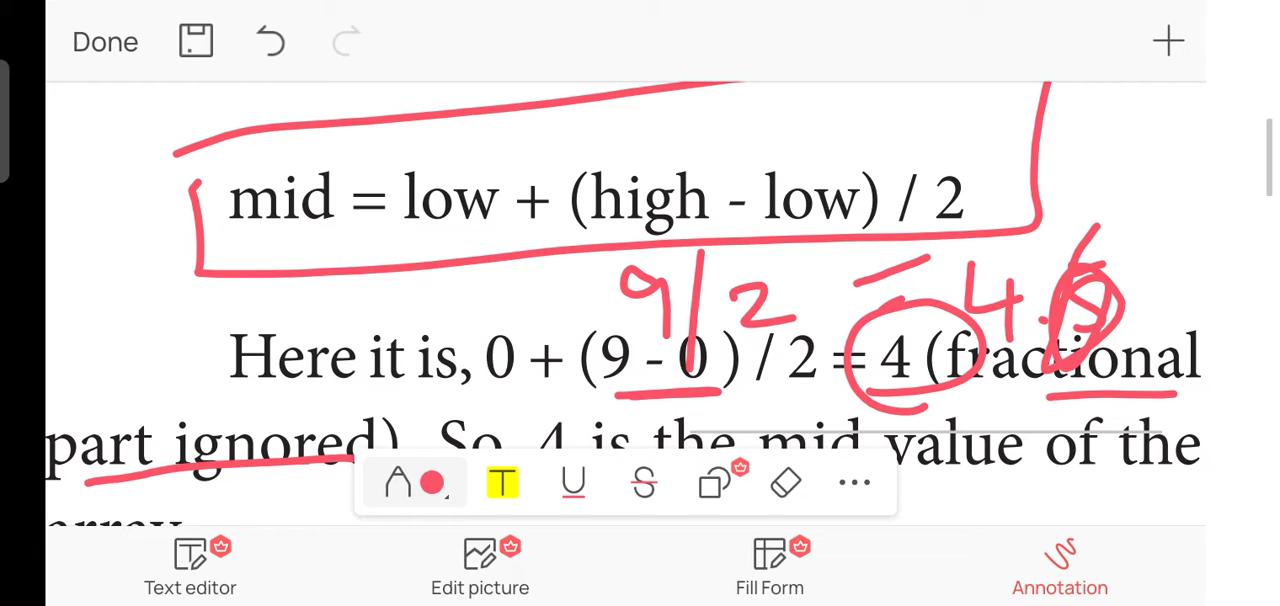 Done
mid = low + (high - low) / 2
9/2 = 4.
Here it is, 0 + (9 - 0 ) / 2 = 4 (fractional
part ignored). So 4 is the mid value of the
array
T U S
Text editor Edit picture Fill Form Annotation